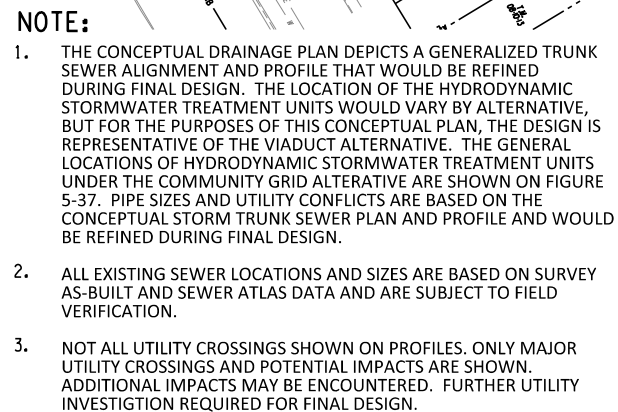 NOTE:
1. THE CONCEPTUAL DRAINAGE PLAN DEPICTS A GENERALIZED TRUNK
SEWER ALIGNMENT AND PROFILE THAT WOULD BE REFINED
DURING FINAL DESIGN. THE LOCATION OF THE HYDRODYNAMIC
STORMWATER TREATMENT UNITS WOULD VARY BY ALTERNATIVE,
BUT FOR THE PURPOSES OF THIS CONCEPTUAL PLAN, THE DESIGN IS
REPRESENTATIVE OF THE VIADUCT ALTERNATIVE. THE GENERAL
LOCATIONS OF HYDRODYNAMIC STORMWATER TREATMENT UNITS
UNDER THE COMMUNITY GRID ALTERATIVE ARE SHOWN ON FIGURE
5-37. PIPE SIZES AND UTILITY CONFLICTS ARE BASED ON THE
CONCEPTUAL STORM TRUNK SEWER PLAN AND PROFILE AND WOULD
BE REFINED DURING FINAL DESIGN.
2. ALL EXISTING SEWER LOCATIONS AND SIZES ARE BASED ON SURVEY
AS-BUILT AND SEWER ATLAS DATA AND ARE SUBJECT TO FIELD
VERIFICATION.
3. NOT ALL UTILITY CROSSINGS SHOWN ON PROFILES. ONLY MAJOR
UTILITY CROSSINGS AND POTENTIAL IMPACTS ARE SHOWN.
ADDITIONAL IMPACTS MAY BE ENCOUNTERED. FURTHER UTILITY
INVESTIGTION REQUIRED FOR FINAL DESIGN.